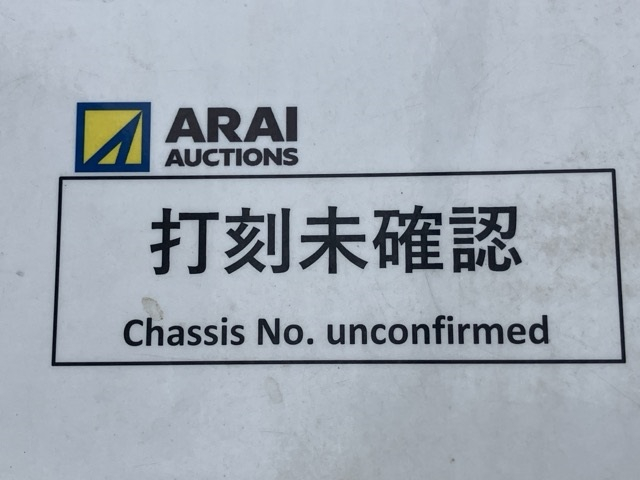 ARAI
AUCTIONS
打刻未確認
Chassis No. unconfirmed